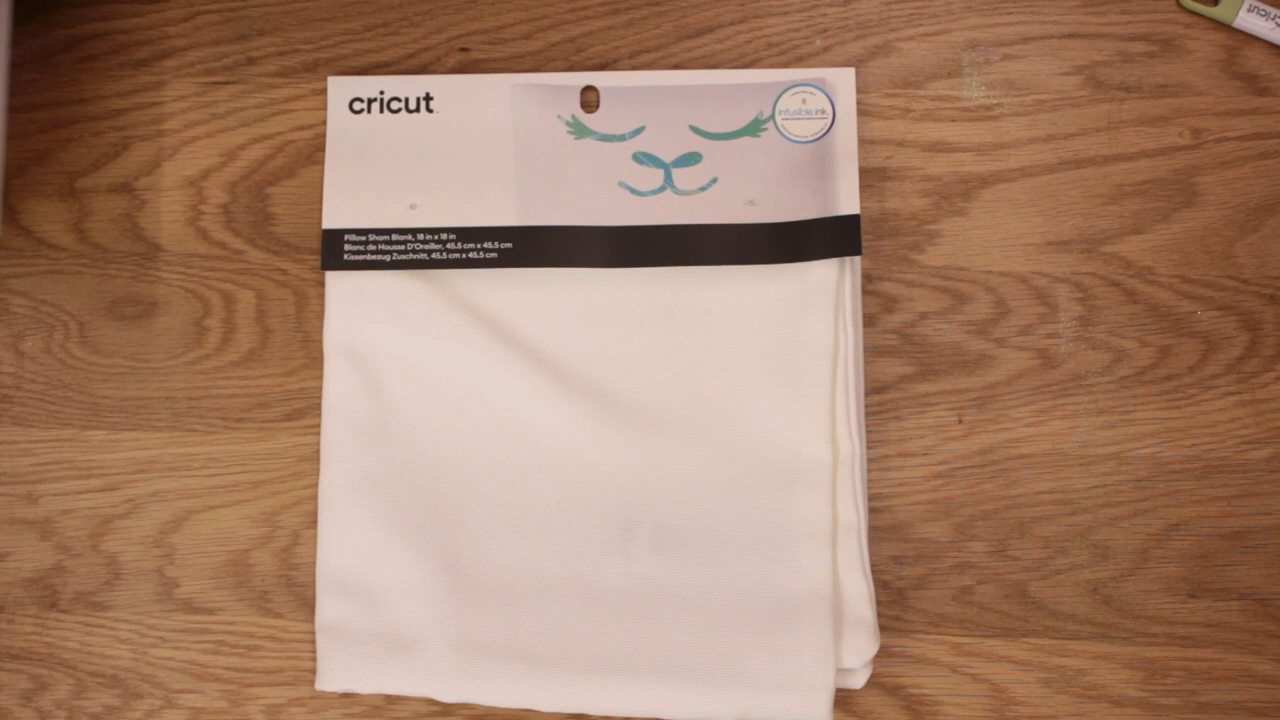 cricut
infusible ink.
Pillow Sham Blank, 18 in x 18 in
Blanc de Housse D'Oreiller, 45.5 cm x 45.5 cm
Kissenbezug Zuschnitt, 45.5 cm x 45.5 cm
cricut